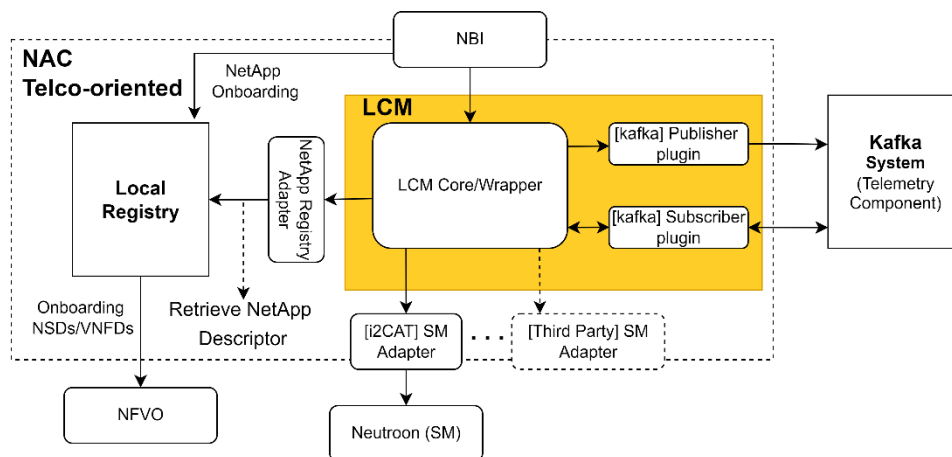 NBI
NAC
Telco-oriented
NetApp
Onboarding
LCM
Local
Registry
NetApp Registry
Adapter
LCM Core/Wrapper
[kafka] Publisher
plugin
[kafka] Subscriber
plugin
Kafka
System
(Telemetry
Component)
Onboarding
NSDs/VNFDs
Retrieve NetApp
Descriptor
[i2CAT] SM
Adapter
. . .
[Third Party] SM
Adapter
NFVO
Neutroon (SM)